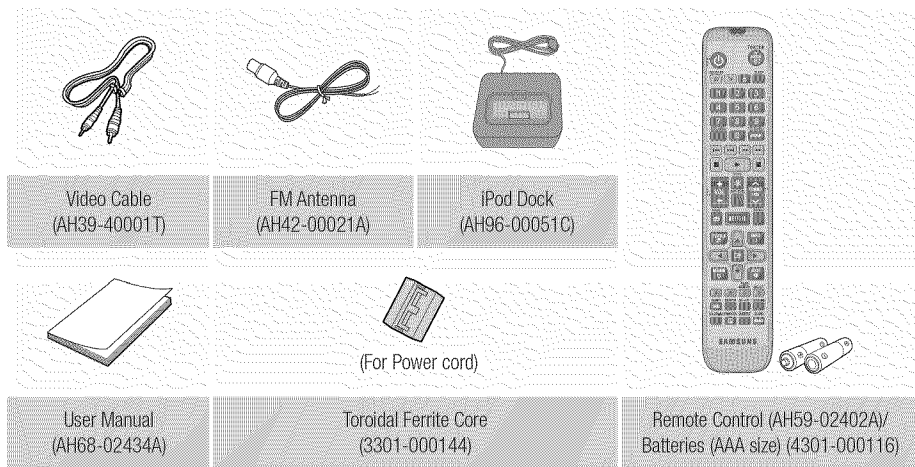 Video Cable
(AH39-40001T)
FM Antenna
(AH42-00021A)
iPod Dock
(AH96-00051C)
(For Power cord)
SAMSUNG
User Manual
(AH68-02434A)
Toroidal Ferrite Core
(3301-000144)
Remote Control (AH59-02402A)/
Batteries (AAA size) (4301-000116)